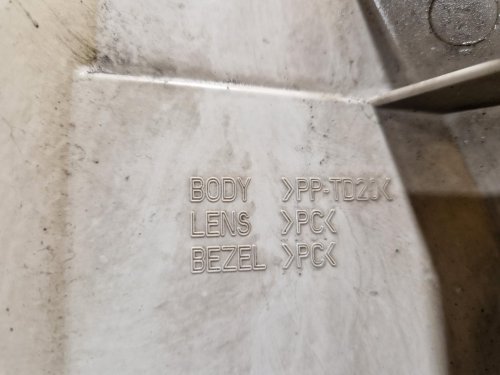 BODY >PP-TD20<
LENS >PC<
BEZEL >PC<